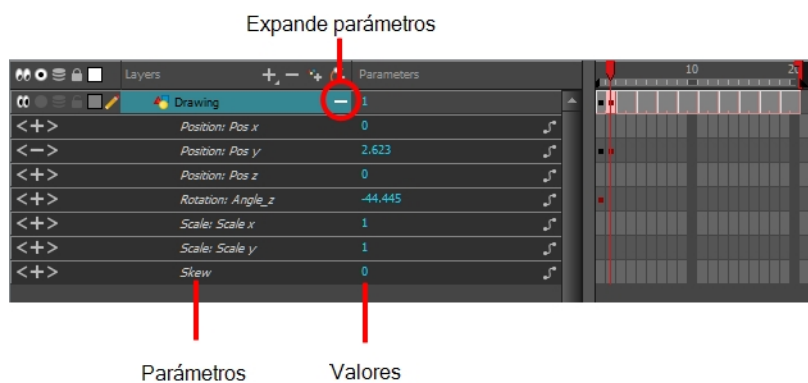 Expande parámetros
Layers Parameters 10
Drawing 1
<+> Position: Pos x 0
<-> Position: Pos y 2.623
<+> Position: Pos z 0
<+> Rotation: Angle_z -44.445
<+> Scale: Scale x 1
<+> Scale: Scale y 1
<+> Skew 0
Parámetros Valores